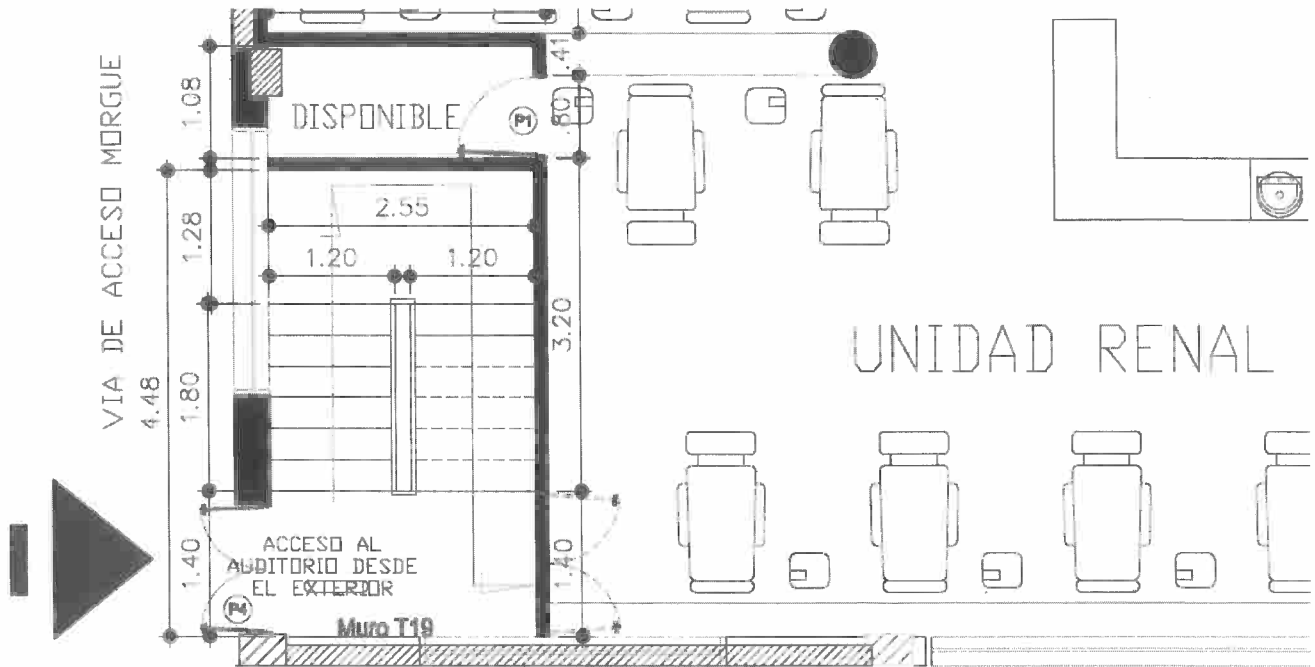 .41
1.08
DISPONIBLE
P1
.80
VIA DE ACCESO MORGUE
2.55
1.28
1.20
1.20
3.20
UNIDAD RENAL
4.48
1.80
ACCESO AL
AUDITORIO DESDE
EL EXTERIOR
1.40
1.40
P4
Muro T19